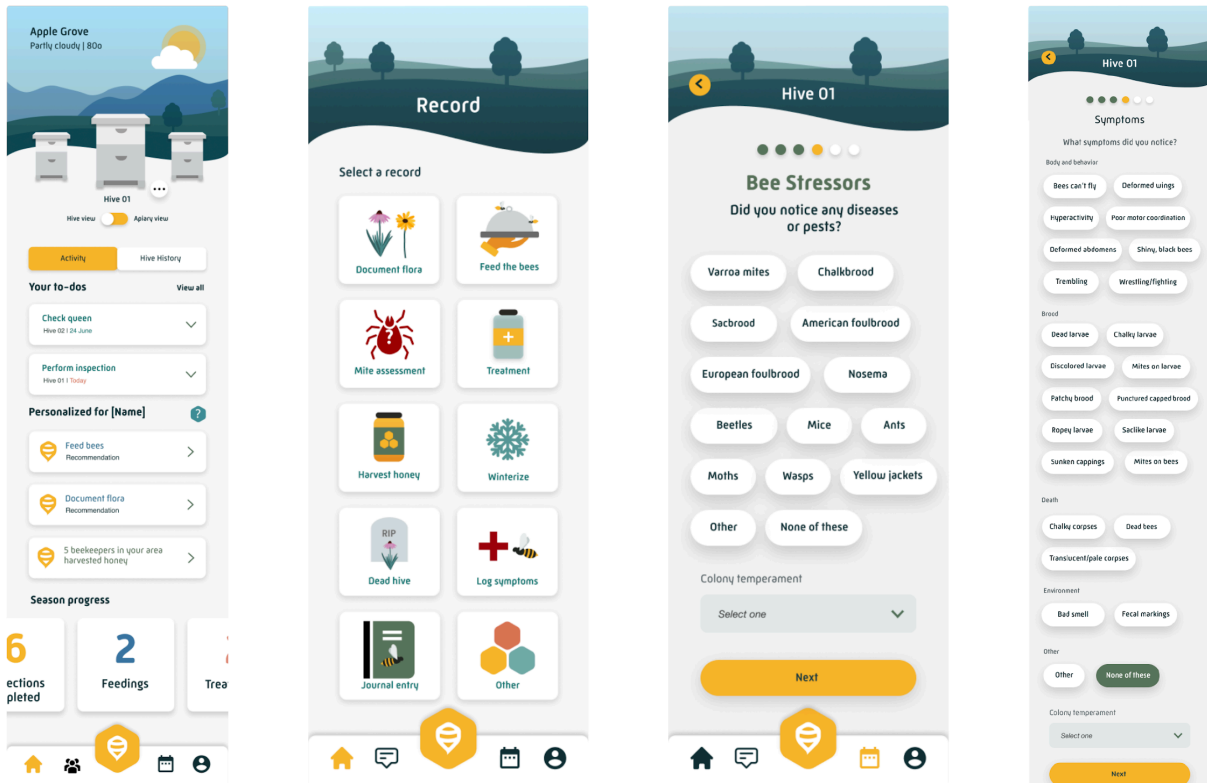 Apple Grove
Partly cloudy | 80o
Hive 01
Hive view
Apiary view
Activity
Hive History
Your to-dos
View all
Check queen
Hive 02 | 24 June
Perform inspection
Hive 01 | Today
Personalized for [Name]
?
Feed bees
Recommendation
Document flora
Recommendation
5 beekeepers in your area
harvested honey
Season progress
6
ections
pleted
2
Feedings
Trea
Record
Select a record
Document flora
Feed the bees
?
Mite assessment
Treatment
Harvest honey
Winterize
RIP
Dead hive
Log symptoms
Journal entry
Other
Hive 01
Bee Stressors
Did you notice any diseases
or pests?
Varroa mites
Chalkbrood
Sacbrood
American foulbrood
European foulbrood
Nosema
Beetles
Mice
Ants
Moths
Wasps
Yellow jackets
Other
None of these
Colony temperament
Select one
Next
Hive 01
Symptoms
What symptoms did you notice?
Body and behavior
Bees can't fly
Deformed wings
Hyperactivity
Poor motor coordination
Deformed abdomens
Shiny, black bees
Trembling
Wrestling/fighting
Brood
Dead larvae
Chalky larvae
Discolored larvae
Mites on larvae
Patchy brood
Punctured capped brood
Ropey larvae
Saclike larvae
Sunken cappings
Mites on bees
Death
Chalky corpses
Dead bees
Translucent/pale corpses
Environment
Bad smell
Fecal markings
Other
Other
None of these
Colony temperament
Select one
Next